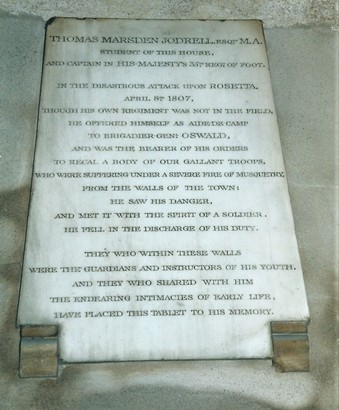 THOMAS MARSDEN JODRELL, ESQR. M.A.
STUDENT OF THIS HOUSE,
AND CAPTAIN IN HIS MAJESTY'S REGT. OF FOOT.
IN THE DISASTROUS ATTACK UPON ROSETTA,
APRIL 1807,
THOUGH HIS OWN REGIMENT WAS NOT IN THE FIELD,
HE OFFERED HIMSELF AS AIDE DE CAMP
TO BRIGADIER GEN: OSWALD,
AND WAS THE BEARER OF HIS ORDERS
TO RECAL A BODY OF OUR GALLANT TROOPS,
WHO WERE SUFFERING UNDER A SEVERE FIRE OF MUSQUETRY,
FROM THE WALLS OF THE TOWN:
HE SAW HIS DANGER,
AND MET IT WITH THE SPIRIT OF A SOLDIER,
HE FELL IN THE DISCHARGE OF HIS DUTY.
THEY WHO WITHIN THESE WALLS
WERE THE GUARDIANS AND INSTRUCTORS OF HIS YOUTH,
AND THEY WHO SHARED WITH HIM
THE ENDEARING INTIMACIES OF EARLY LIFE,
HAVE PLACED THIS TABLET TO HIS MEMORY.